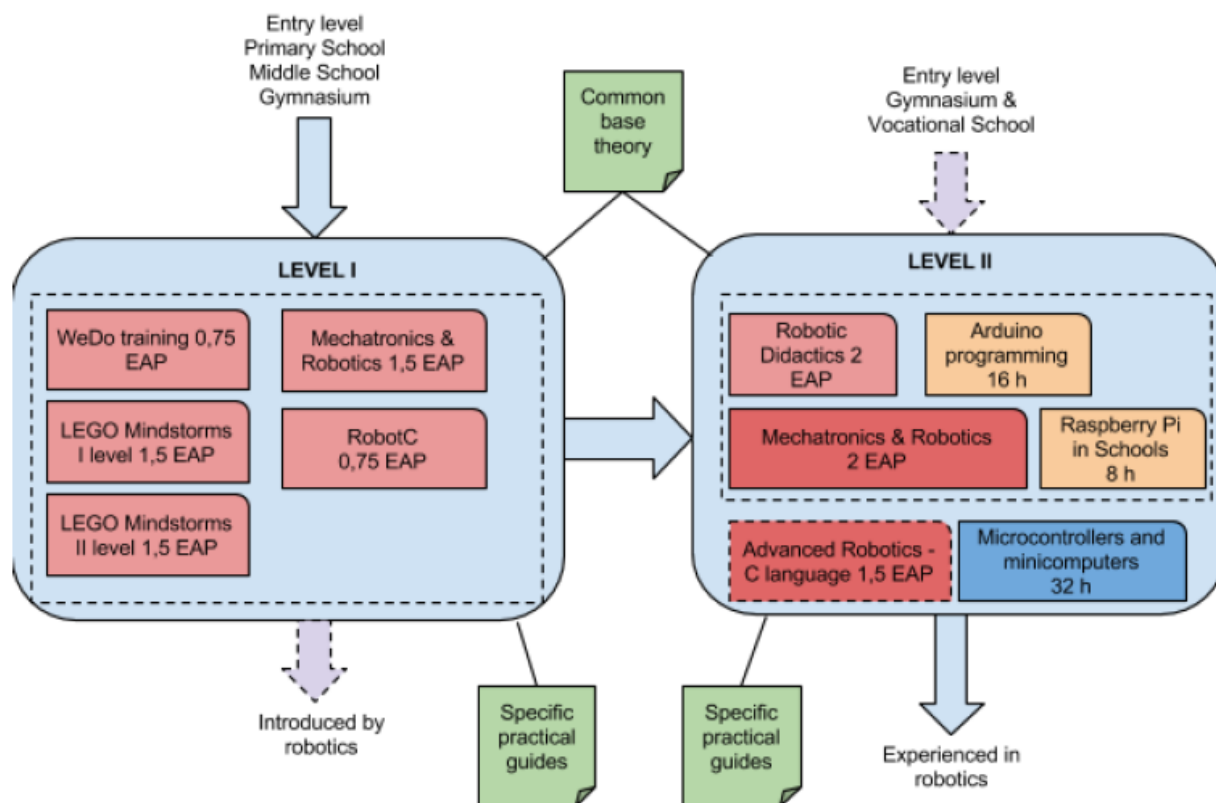 Entry level
Primary School
Middle School
Gymnasium
Common
base
theory
Entry level
Gymnasium &
Vocational School
LEVEL I
WeDo training 0,75
EAP
Mechatronics &
Robotics 1,5 EAP
LEGO Mindstorms
I level 1,5 EAP
RobotC
0,75 EAP
LEGO Mindstorms
II level 1,5 EAP
LEVEL II
Robotic
Didactics 2
EAP
Arduino
programming
16 h
Mechatronics & Robotics
2 EAP
Raspberry Pi
in Schools
8 h
Advanced Robotics -
C language 1,5 EAP
Microcontrollers and
minicomputers
32 h
Introduced by
robotics
Specific
practical
guides
Specific
practical
guides
Experienced in
robotics